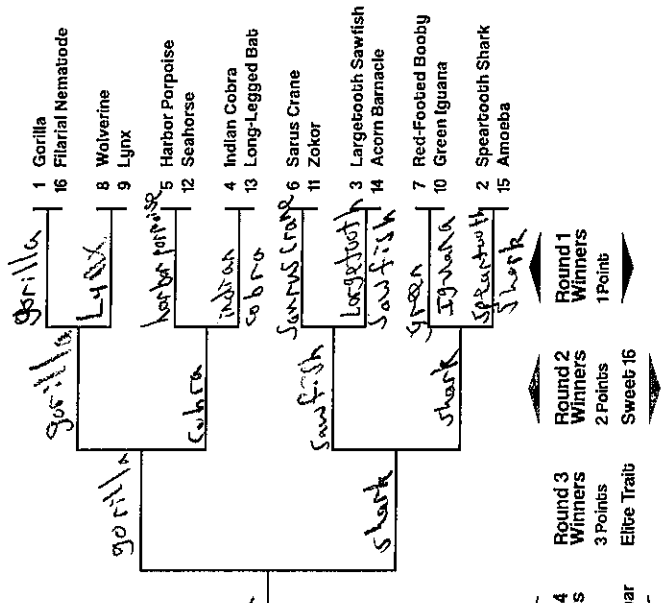 1 Gorilla
16 Filarial Nematode
8 Wolverine
9 Lynx
5 Harbor Porpoise
12 Seahorse
4 Indian Cobra
13 Long-Legged Bat
6 Sarus Crane
11 Zokor
3 Largetooth Sawfish
14 Acorn Barnacle
7 Red-Footed Booby
10 Green Iguana
2 Speartooth Shark
15 Amoeba
gorilla
Lynx
harbor porpoise
indian
cobra
Saurus crane
Largetooth
Sawfish
green
Iguana
Speartooth
Shark
gorilla
cobra
sawfish
shark
gorilla
shark
Round 1
Winners
1 Point
Round 2
Winners
2 Points
Sweet 16
Round 3
Winners
3 Points
Elite Trait
4